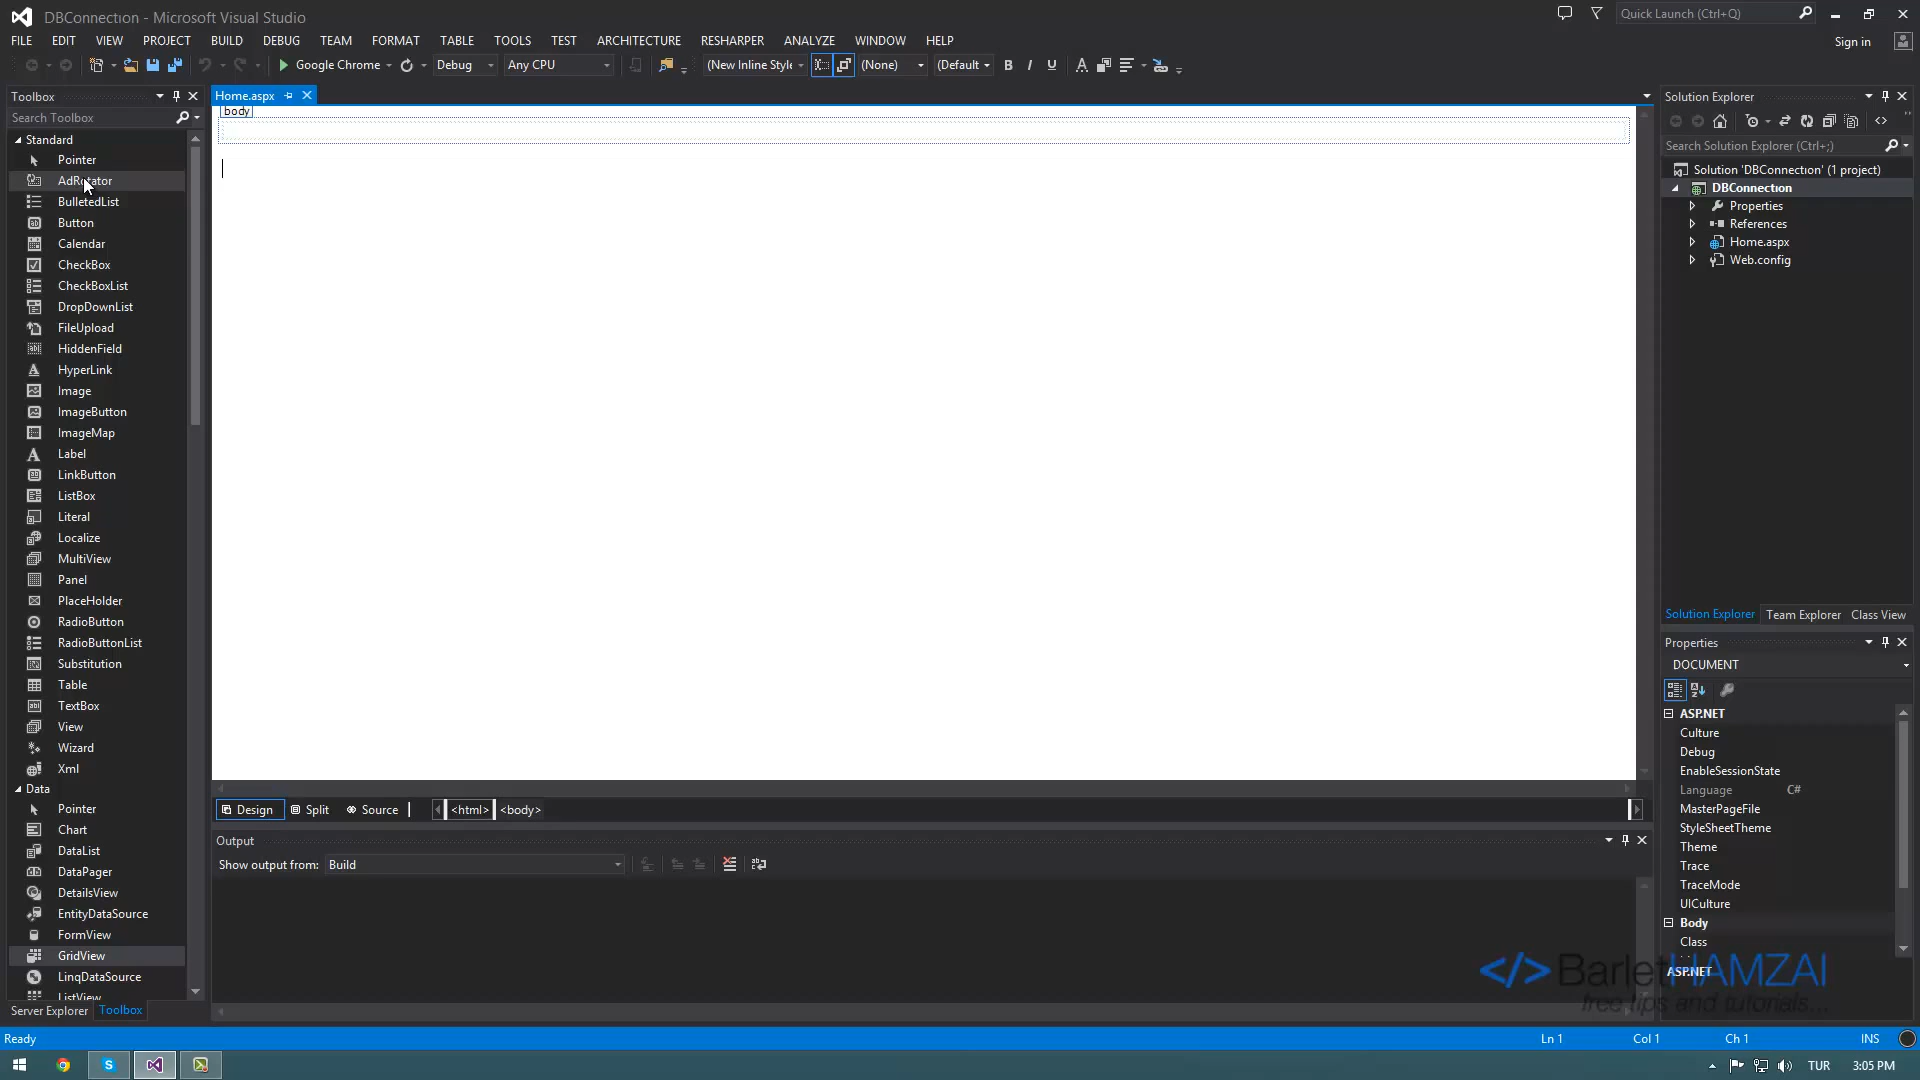 DBConnection - Microsoft Visual Studio
Quick Launch (Ctrl+Q)
FILE EDIT VIEW PROJECT BUILD DEBUG TEAM FORMAT TABLE TOOLS TEST ARCHITECTURE RESHARPER ANALYZE WINDOW HELP
Sign in
Google Chrome Debug Any CPU (New Inline Style (None) (Default B I U A
Toolbox
Search Toolbox
Standard
Pointer
AdRotator
BulletedList
Button
Calendar
CheckBox
CheckBoxList
DropDownList
FileUpload
HiddenField
HyperLink
Image
ImageButton
ImageMap
Label
LinkButton
ListBox
Literal
Localize
MultiView
Panel
PlaceHolder
RadioButton
RadioButtonList
Substitution
Table
TextBox
View
Wizard
Xml
Data
Pointer
Chart
DataList
DataPager
DetailsView
EntityDataSource
FormView
GridView
LinqDataSource
ListView
Server Explorer Toolbox
Home.aspx
body
Design Split Source <html> <body>
Output
Show output from: Build
Solution Explorer
Search Solution Explorer (Ctrl+;)
Solution 'DBConnection' (1 project)
DBConnection
Properties
References
Home.aspx
Web.config
Solution Explorer Team Explorer Class View
Properties
DOCUMENT
ASP.NET
Culture
Debug
EnableSessionState
Language C#
MasterPageFile
StyleSheetTheme
Theme
Trace
TraceMode
UICulture
Body
Class
ASP.NET
</> BarletHAMZAI
free tips and tutorials...
Ready Ln 1 Col 1 Ch 1 INS
TUR 3:05 PM